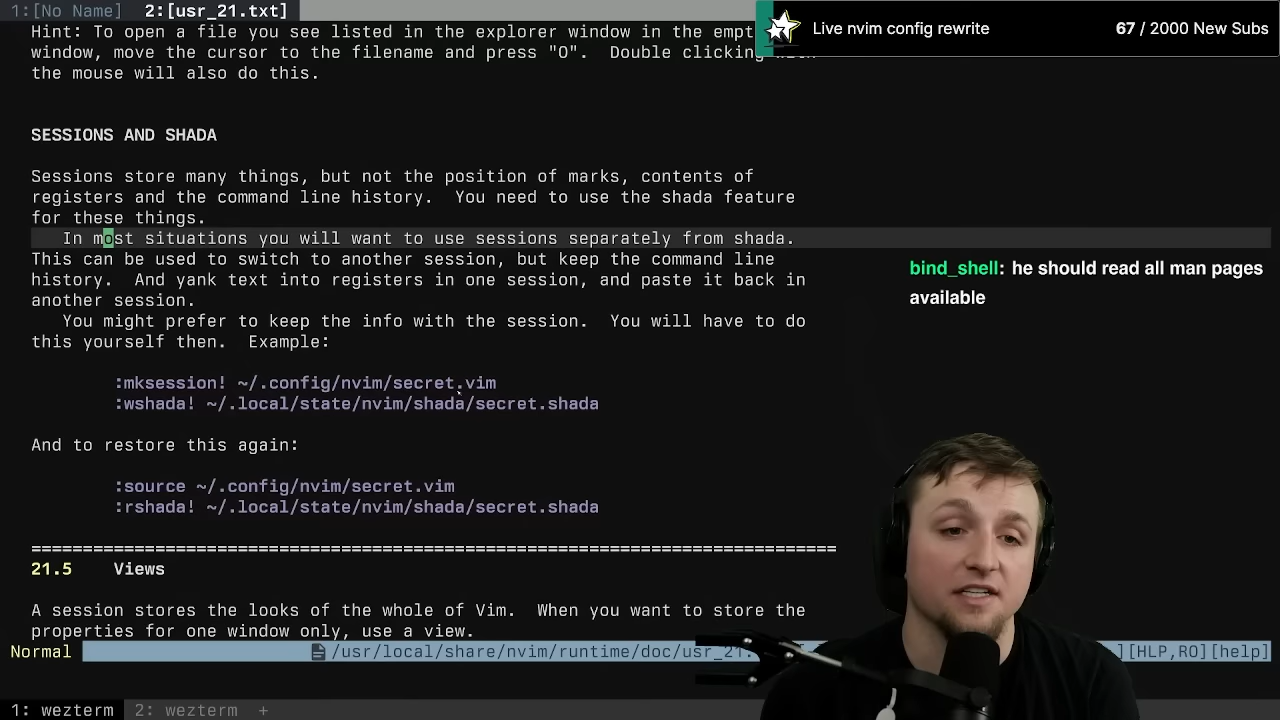 1:[No Name]  2:[usr_21.txt]
Live nvim config rewrite
67 / 2000 New Subs
Hint: To open a file you see listed in the explorer window in the empt
window, move the cursor to the filename and press "O".  Double clicking with
the mouse will also do this.
SESSIONS AND SHADA
Sessions store many things, but not the position of marks, contents of
registers and the command line history.  You need to use the shada feature
for these things.
In most situations you will want to use sessions separately from shada.
This can be used to switch to another session, but keep the command line
history.  And yank text into registers in one session, and paste it back in
another session.
You might prefer to keep the info with the session.  You will have to do
this yourself then.  Example:
:mksession! ~/.config/nvim/secret.vim
:wshada! ~/.local/state/nvim/shada/secret.shada
And to restore this again:
:source ~/.config/nvim/secret.vim
:rshada! ~/.local/state/nvim/shada/secret.shada
==============================================================================
21.5    Views
A session stores the looks of the whole of Vim.  When you want to store the
properties for one window only, use a view.
bind_shell: he should read all man pages
available
Normal /usr/local/share/nvim/runtime/doc/usr_21. ][HLP,RO][help]
1: wezterm  2: wezterm  +